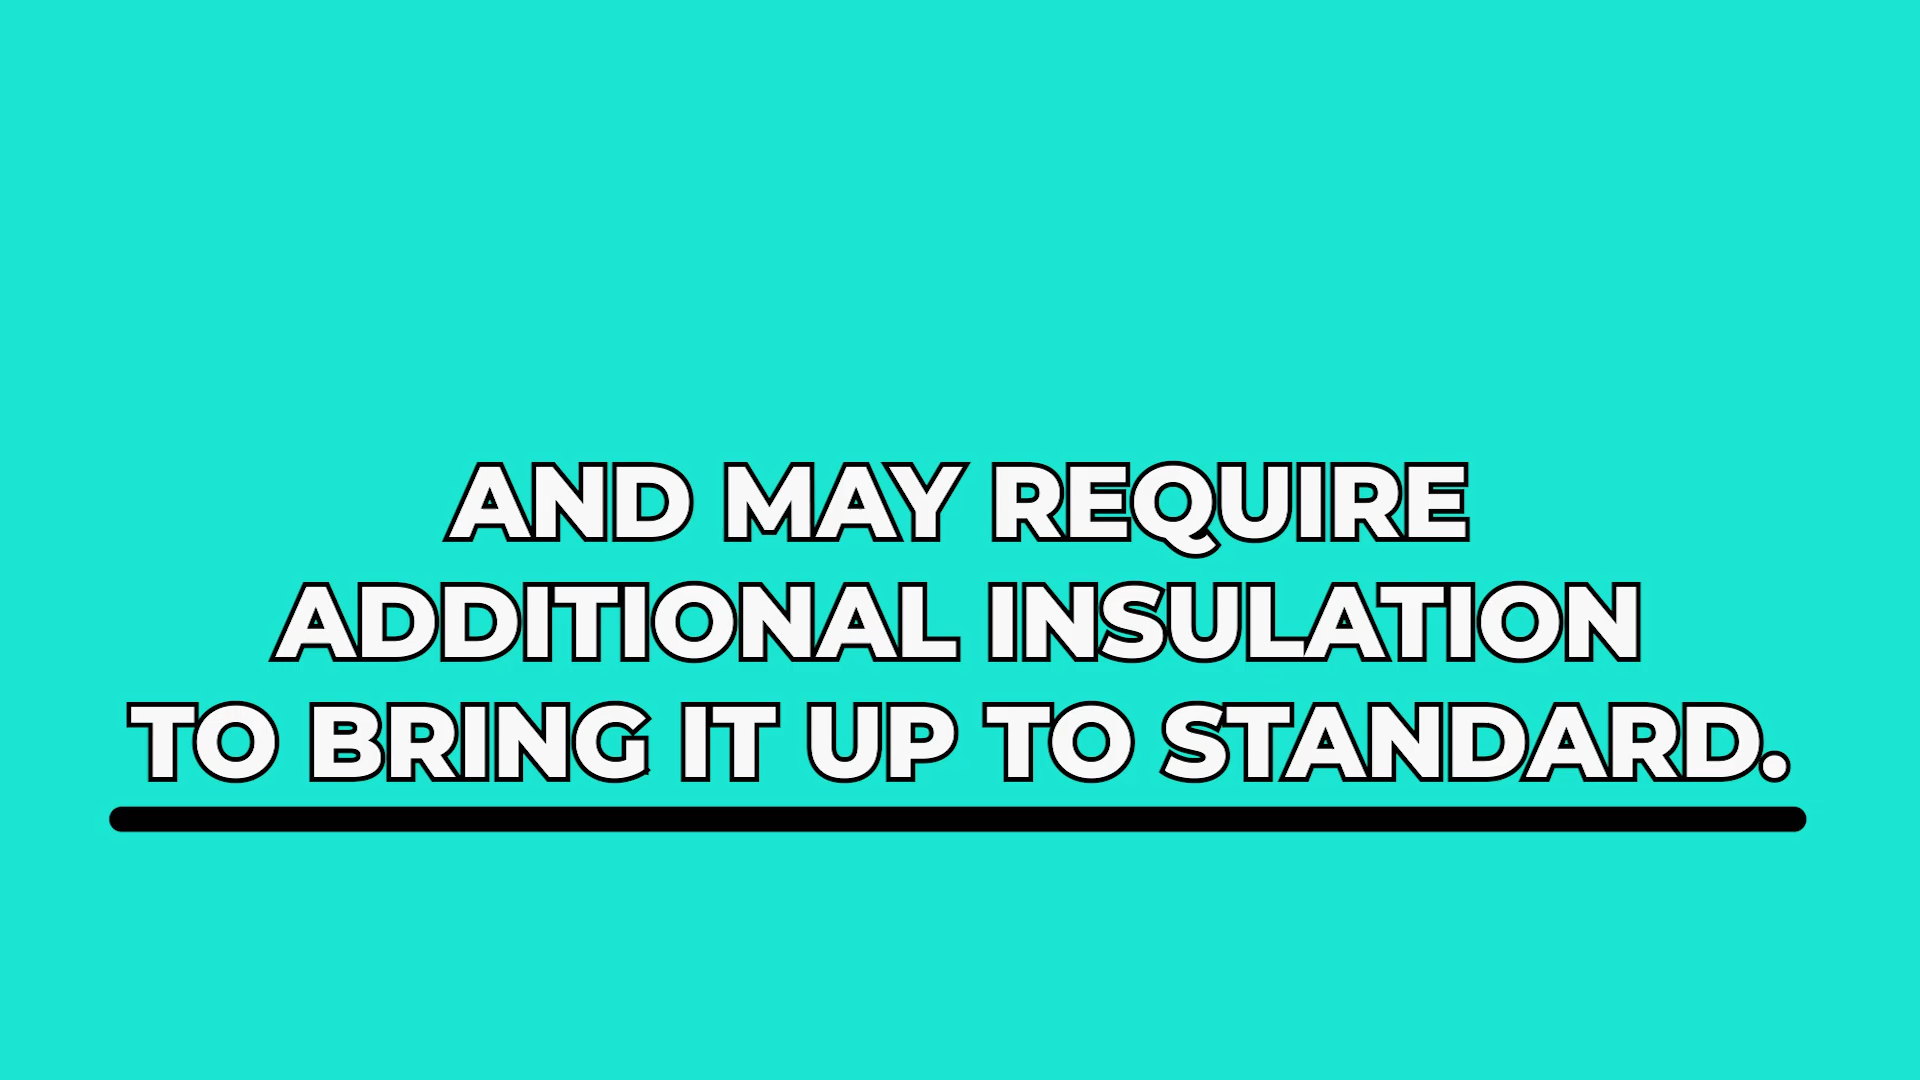 AND MAY REQUIRE
ADDITIONAL INSULATION
TO BRING IT UP TO STANDARD.